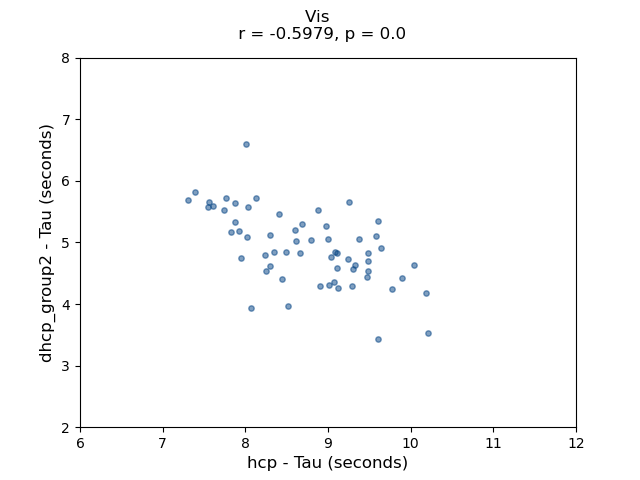 Vis
r = -0.5979, p = 0.0
8
7
6
5
4
3
2
dhcp_group2 - Tau (seconds)
6 7 8 9 10 11 12
hcp - Tau (seconds)